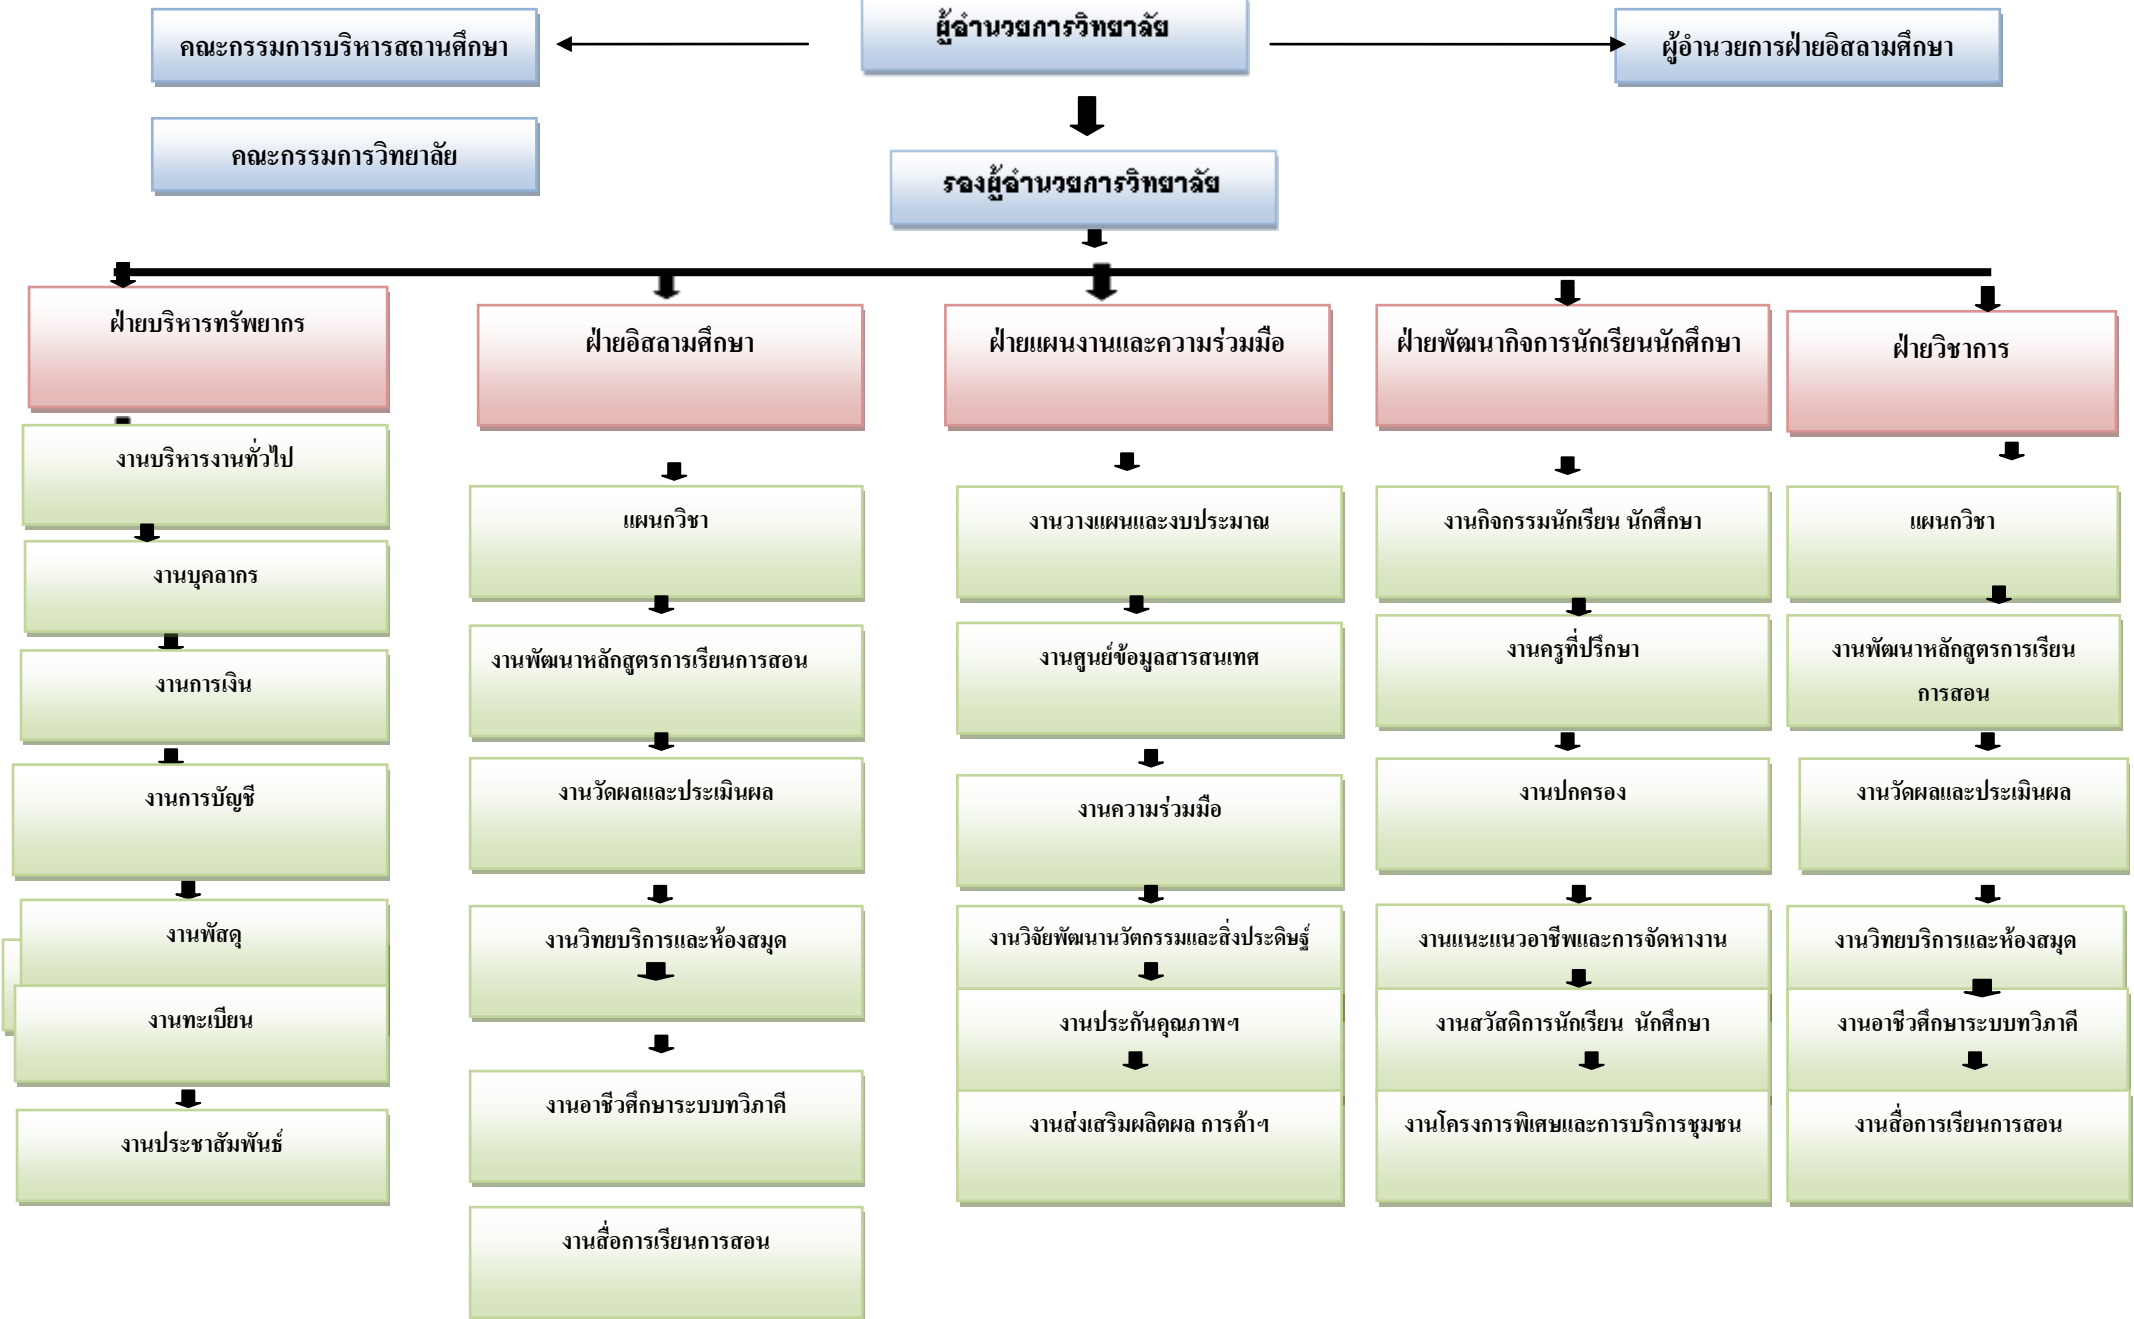 คณะกรรมการบริหารสถานศึกษา
ผู้อำนวยการวิทยาลัย
ผู้อำนวยการฝ่ายอิสลามศึกษา
คณะกรรมการวิทยาลัย
รองผู้อำนวยการวิทยาลัย
ฝ่ายบริหารทรัพยากร
งานบริหารงานทั่วไป
งานบุคลากร
งานการเงิน
งานการบัญชี
งานพัสดุ
งานทะเบียน
งานประชาสัมพันธ์
ฝ่ายอิสลามศึกษา
แผนกวิชา
งานพัฒนาหลักสูตรการเรียนการสอน
งานวัดผลและประเมินผล
งานวิทยบริการและห้องสมุด
งานอาชีวศึกษาระบบทวิภาคี
งานสื่อการเรียนการสอน
ฝ่ายแผนงานและความร่วมมือ
งานวางแผนและงบประมาณ
งานศูนย์ข้อมูลสารสนเทศ
งานความร่วมมือ
งานวิจัยพัฒนานวัตกรรมและสิ่งประดิษฐ์
งานประกันคุณภาพฯ
งานส่งเสริมผลิตผล การค้าฯ
ฝ่ายพัฒนากิจการนักเรียนนักศึกษา
งานกิจกรรมนักเรียน นักศึกษา
งานครูที่ปรึกษา
งานปกครอง
งานแนะแนวอาชีพและการจัดหางาน
งานสวัสดิการนักเรียน นักศึกษา
งานโครงการพิเศษและการบริการชุมชน
ฝ่ายวิชาการ
แผนกวิชา
งานพัฒนาหลักสูตรการเรียน
การสอน
งานวัดผลและประเมินผล
งานวิทยบริการและห้องสมุด
งานอาชีวศึกษาระบบทวิภาคี
งานสื่อการเรียนการสอน